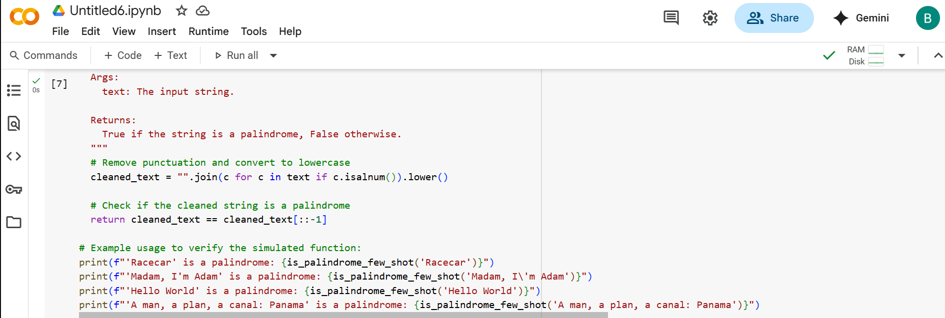 CO Untitled6.ipynb Share Gemini B
File Edit View Insert Runtime Tools Help
Commands + Code + Text Run all RAM
Disk
[7] Args:
0s text: The input string.
Returns:
True if the string is a palindrome, False otherwise.
"""
# Remove punctuation and convert to lowercase
cleaned_text = "".join(c for c in text if c.isalnum()).lower()
# Check if the cleaned string is a palindrome
return cleaned_text == cleaned_text[::-1]
# Example usage to verify the simulated function:
print(f"'Racecar' is a palindrome: {is_palindrome_few_shot('Racecar')}")
print(f"'Madam, I'm Adam' is a palindrome: {is_palindrome_few_shot('Madam, I\'m Adam')}")
print(f"'Hello World' is a palindrome: {is_palindrome_few_shot('Hello World')}")
print(f"'A man, a plan, a canal: Panama' is a palindrome: {is_palindrome_few_shot('A man, a plan, a canal: Panama')}")